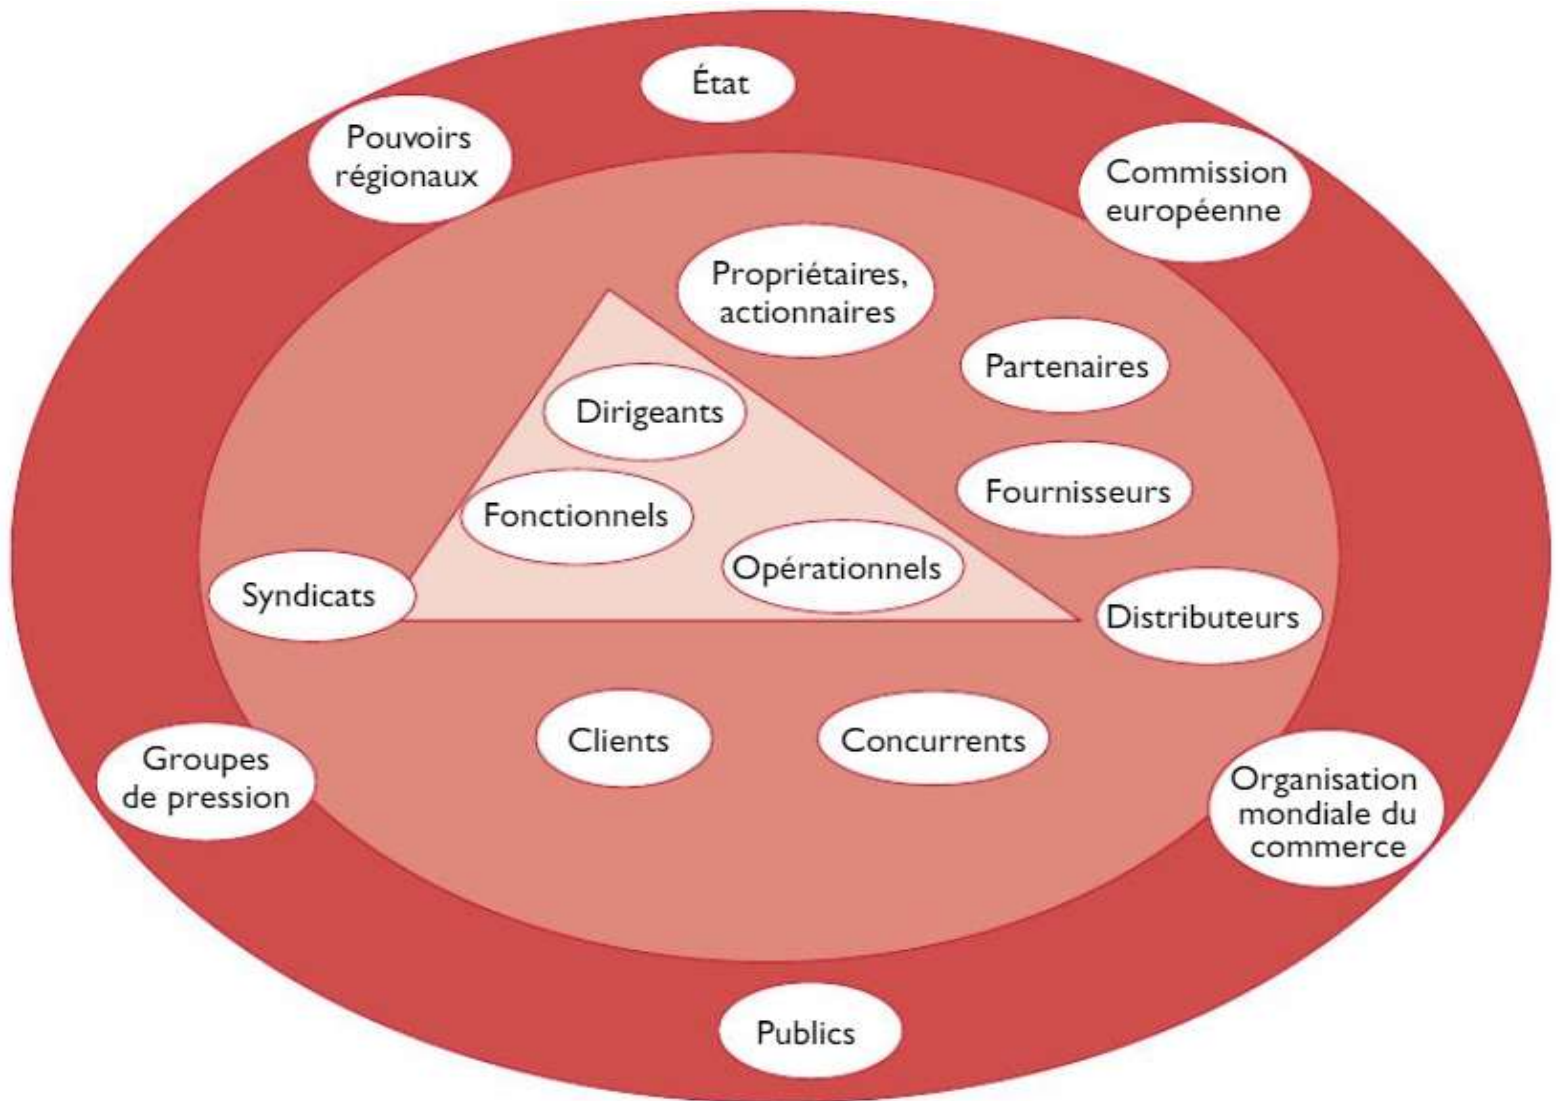 État
Pouvoirs
régionaux
Commission
européenne
Propriétaires,
actionnaires
Partenaires
Dirigeants
Fournisseurs
Fonctionnels
Opérationnels
Syndicats
Distributeurs
Clients
Concurrents
Groupes
de pression
Organisation
mondiale du
commerce
Publics